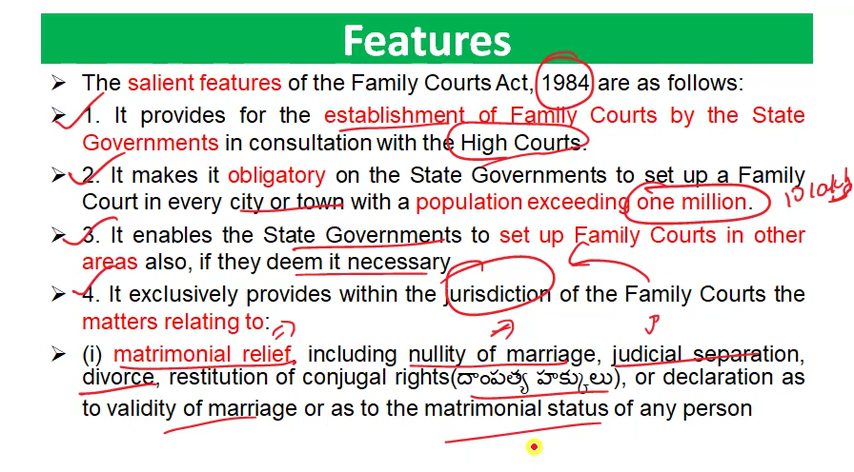 Features
➢ The salient features of the Family Courts Act, 1984 are as follows:
➢ 1. It provides for the establishment of Family Courts by the State
Governments in consultation with the High Courts.
➢ 2. It makes it obligatory on the State Governments to set up a Family
Court in every city or town with a population exceeding one million. 10 lakhs
➢ 3. It enables the State Governments to set up Family Courts in other
areas also, if they deem it necessary
➢ 4. It exclusively provides within the jurisdiction of the Family Courts the
matters relating to:
➢ (i) matrimonial relief, including nullity of marriage, judicial separation,
divorce, restitution of conjugal rights(దాంపత్య హక్కులు), or declaration as
to validity of marriage or as to the matrimonial status of any person